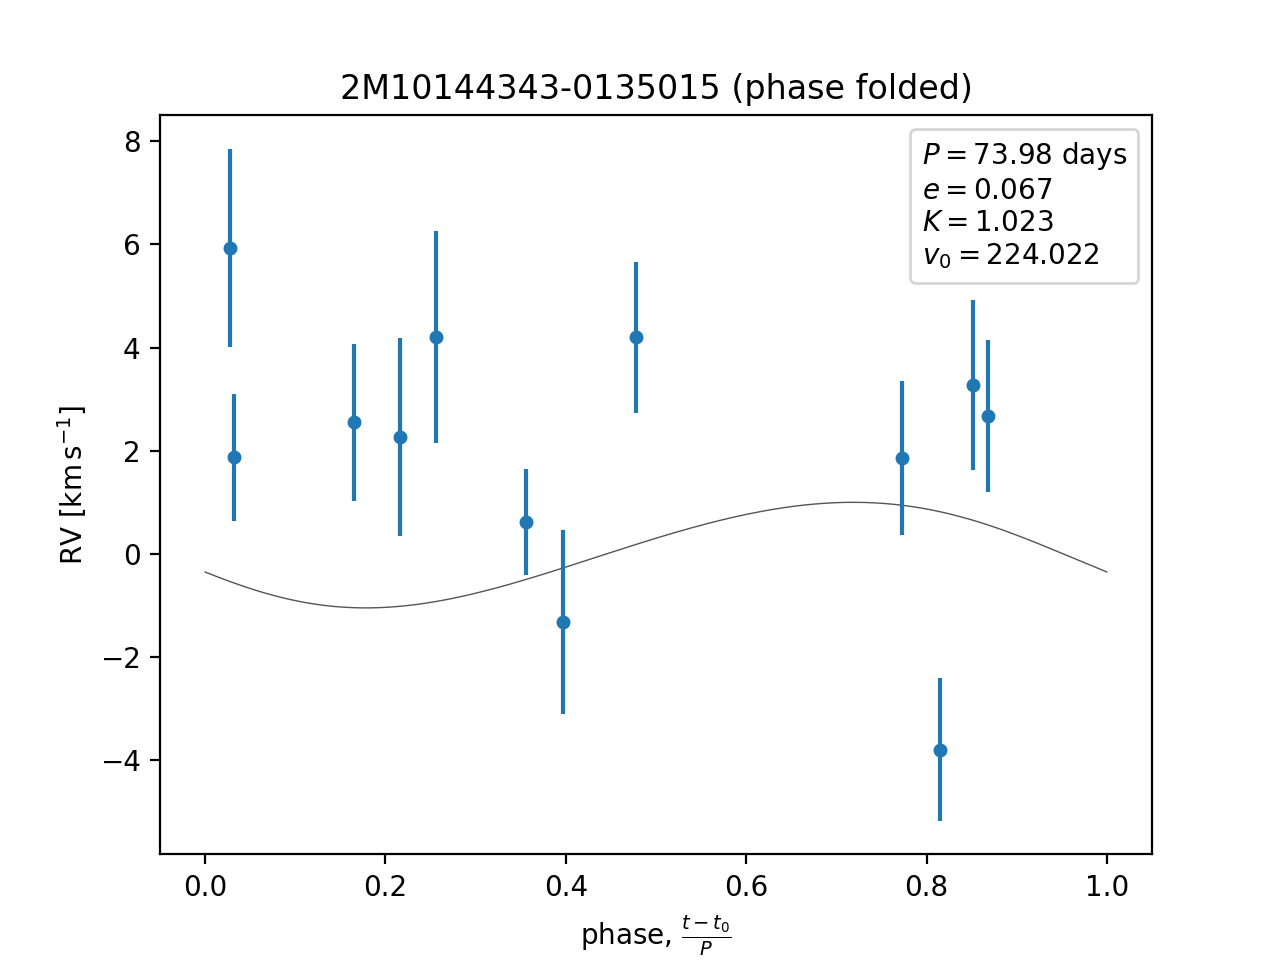 2M10144343-0135015 (phase folded)
P = 73.98 days
e = 0.067
K = 1.023
v₀ = 224.022
8
6
4
2
0
−2
−4
RV [km s⁻¹]
0.0 0.2 0.4 0.6 0.8 1.0
phase, (t − t₀)/P